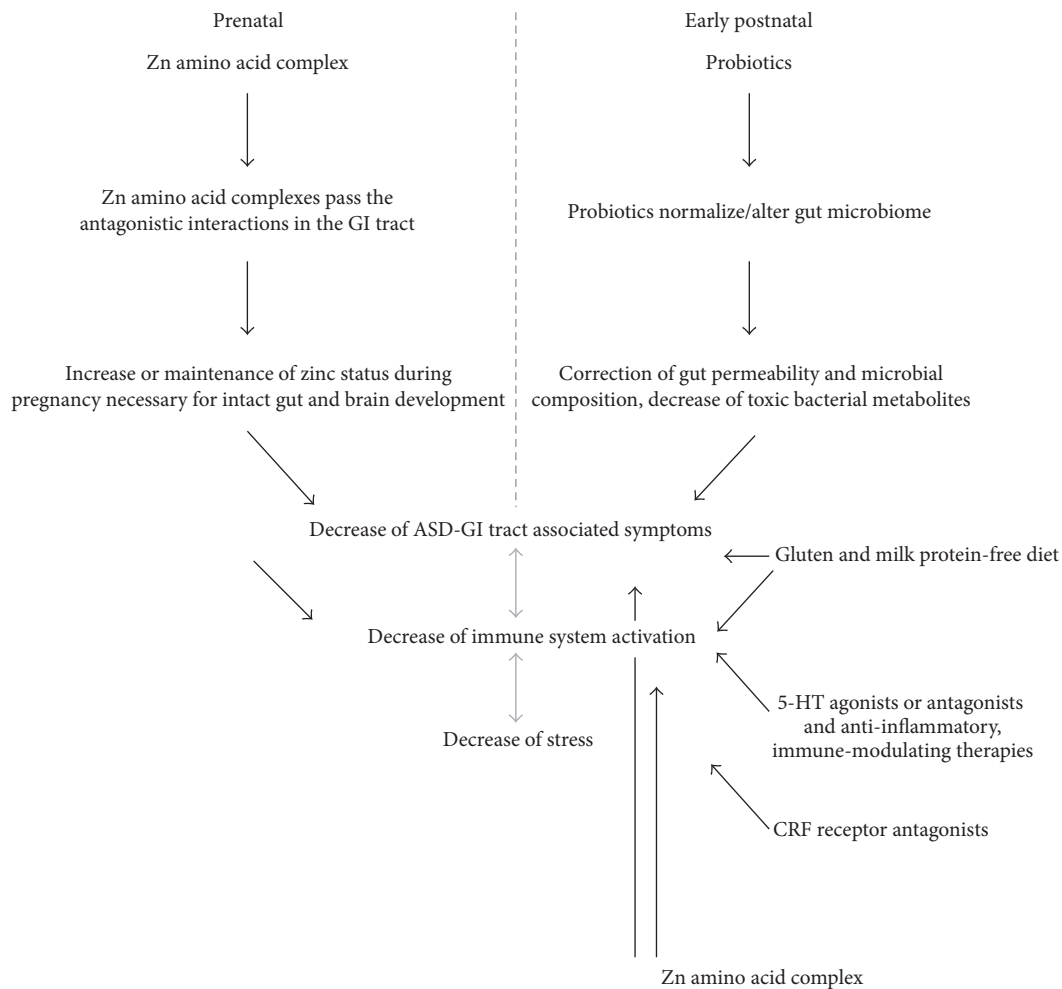 Prenatal
Zn amino acid complex
Zn amino acid complexes pass the
antagonistic interactions in the GI tract
Increase or maintenance of zinc status during
pregnancy necessary for intact gut and brain development
Early postnatal
Probiotics
Probiotics normalize/alter gut microbiome
Correction of gut permeability and microbial
composition, decrease of toxic bacterial metabolites
Decrease of ASD-GI tract associated symptoms
Gluten and milk protein-free diet
Decrease of immune system activation
5-HT agonists or antagonists
and anti-inflammatory,
immune-modulating therapies
Decrease of stress
CRF receptor antagonists
Zn amino acid complex